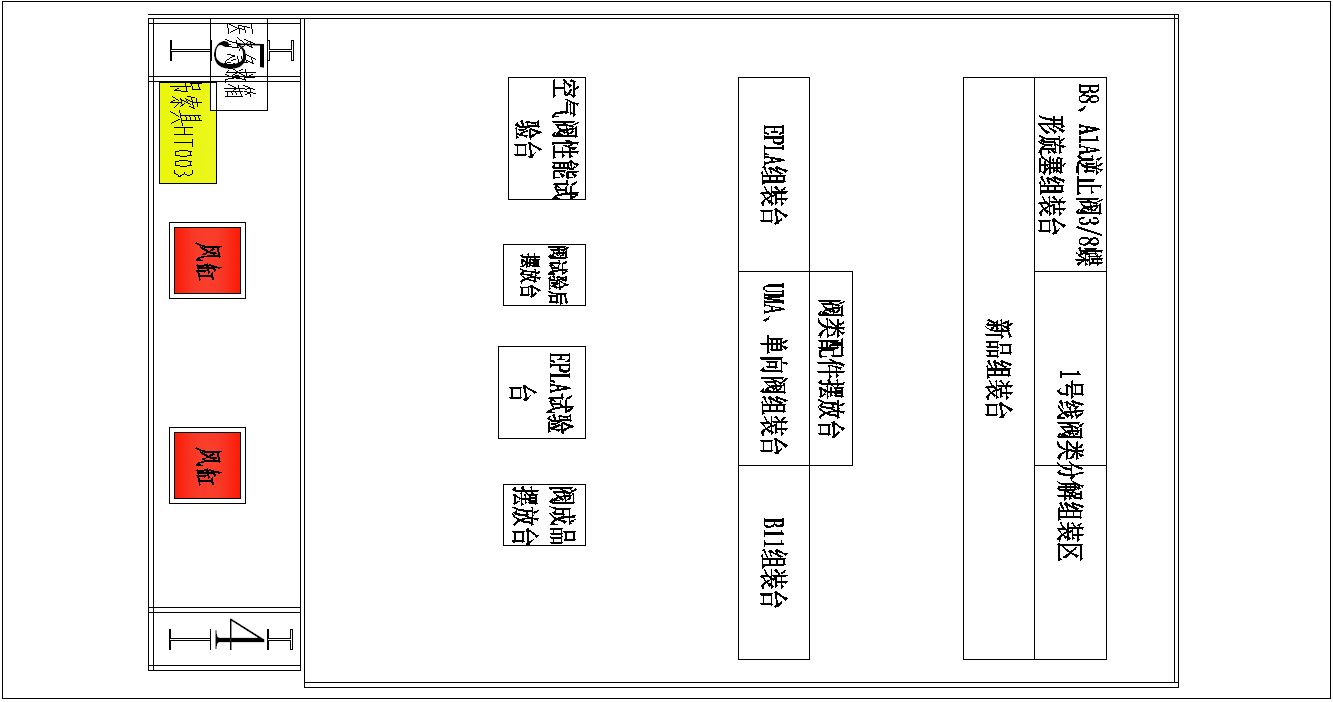 5
医务急救箱
吊索具HT003
风缸
风缸
4
空气阀性能试
验台
阀试验后
摆放台
EPLA试验
台
阀成品
摆放台
EPLA组装台
UMA、单向阀组装台
B11组装台
阀类配件摆放台
新品组装台
B8、A1A逆止阀3/8蝶
形旋塞组装台
1号线阀类分解组装区